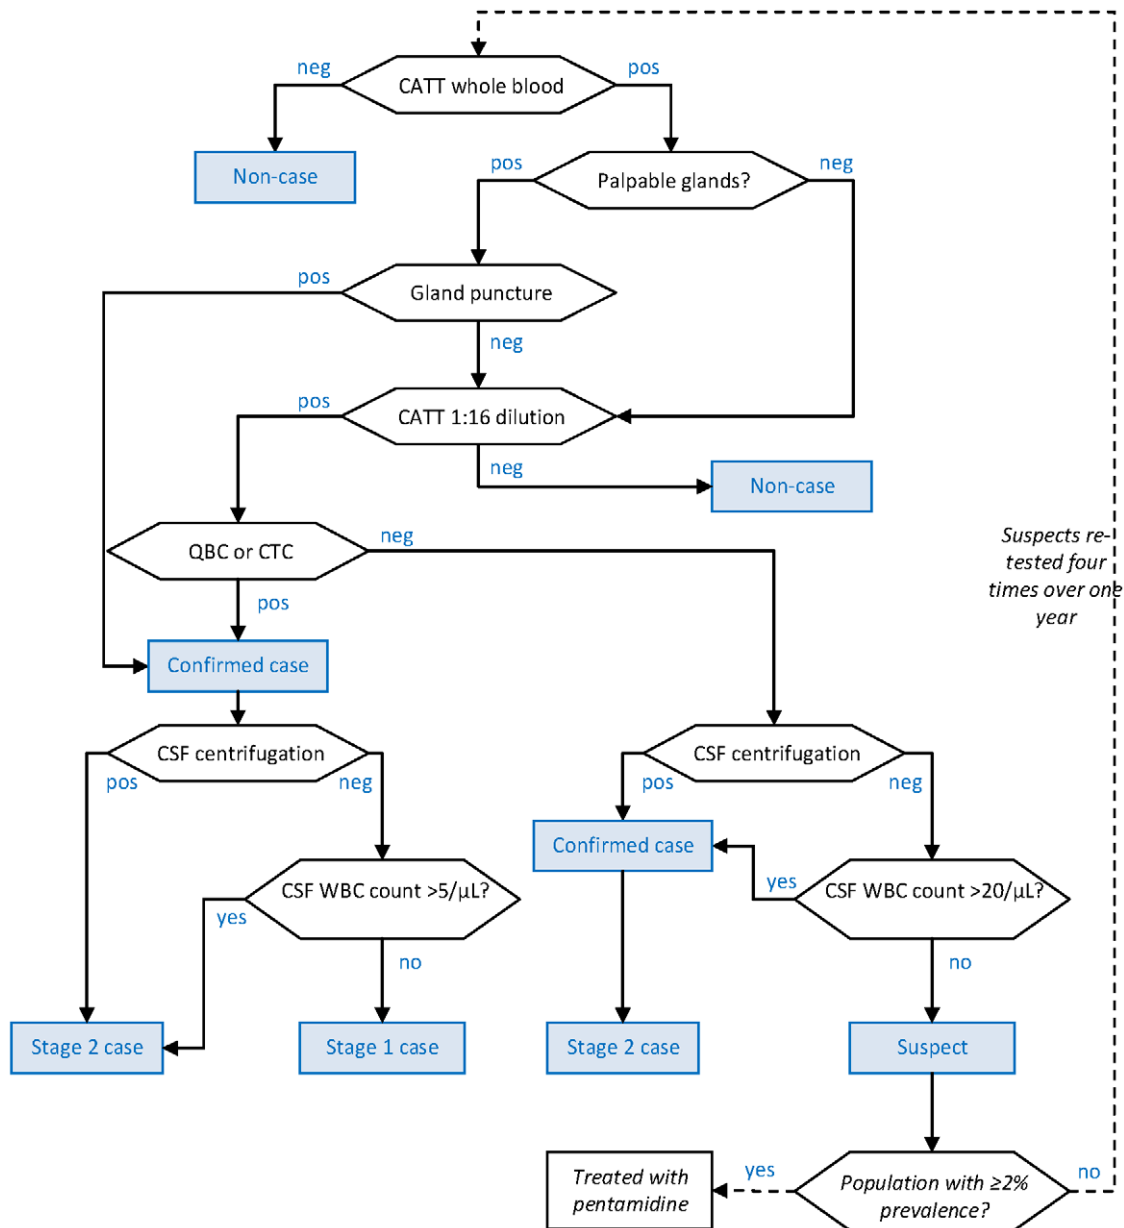 CATT whole blood
neg
pos
Non-case
Palpable glands?
pos
neg
Gland puncture
pos
neg
CATT 1:16 dilution
pos
neg
Non-case
QBC or CTC
neg
pos
Suspects re-
tested four
times over one
year
Confirmed case
CSF centrifugation
pos
neg
CSF centrifugation
pos
neg
Confirmed case
CSF WBC count >5/µL?
yes
no
CSF WBC count >20/µL?
yes
no
Stage 2 case
Stage 1 case
Stage 2 case
Suspect
Treated with
pentamidine
yes
Population with ≥2%
prevalence?
no